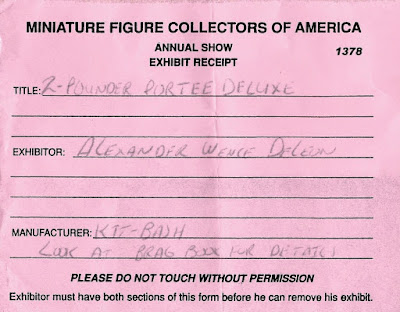 MINIATURE FIGURE COLLECTORS OF AMERICA
ANNUAL SHOW
EXHIBIT RECEIPT
1378
TITLE: 2-POUNDER PORTEE DELUXE
EXHIBITOR: ALEXANDER WENCE DELEON
MANUFACTURER: KIT-BASH
LOOK AT BRAG BOOK FOR DETAILS
PLEASE DO NOT TOUCH WITHOUT PERMISSION
Exhibitor must have both sections of this form before he can remove his exhibit.